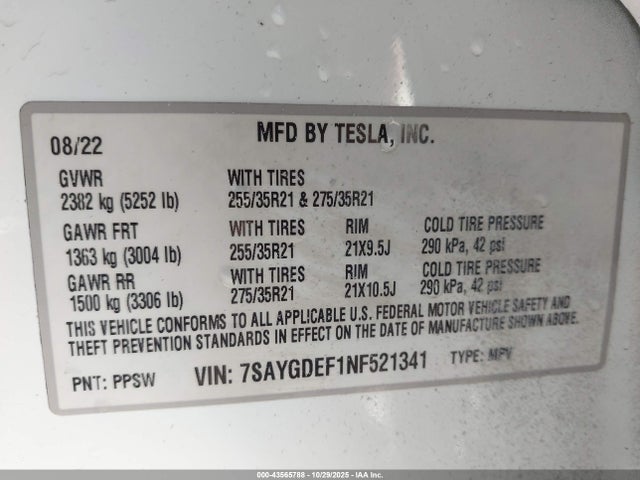 08/22 MFD BY TESLA, INC.
GVWR WITH TIRES
2382 kg (5252 lb) 255/35R21 & 275/35R21
GAWR FRT WITH TIRES RIM COLD TIRE PRESSURE
1363 kg (3004 lb) 255/35R21 21X9.5J 290 kPa, 42 psi
GAWR RR WITH TIRES RIM COLD TIRE PRESSURE
1500 kg (3306 lb) 275/35R21 21X10.5J 290 kPa, 42 psi
THIS VEHICLE CONFORMS TO ALL APPLICABLE U.S. FEDERAL MOTOR VEHICLE SAFETY AND
THEFT PREVENTION STANDARDS IN EFFECT ON THE DATE OF MANUFACTURE SHOWN ABOVE.
PNT: PPSW VIN: 7SAYGDEF1NF521341 TYPE: MPV
000-43565788 - 10/29/2025 - IAA Inc.